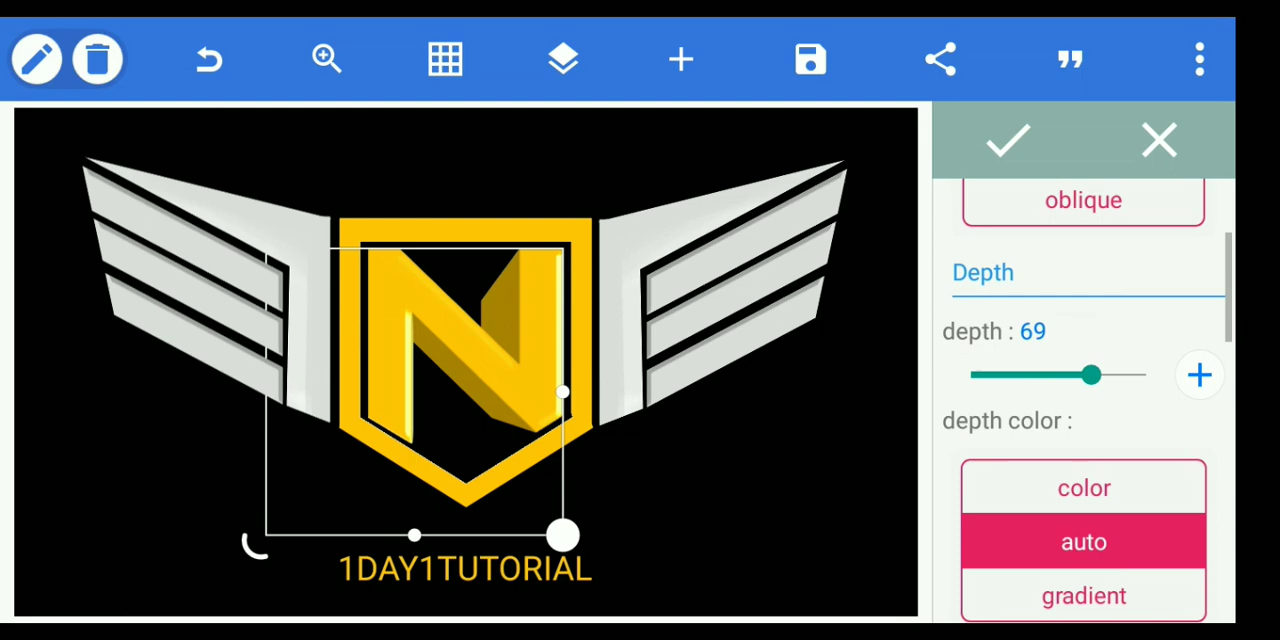 oblique
Depth
depth : 69
depth color :
color
auto
gradient
N
1DAY1TUTORIAL